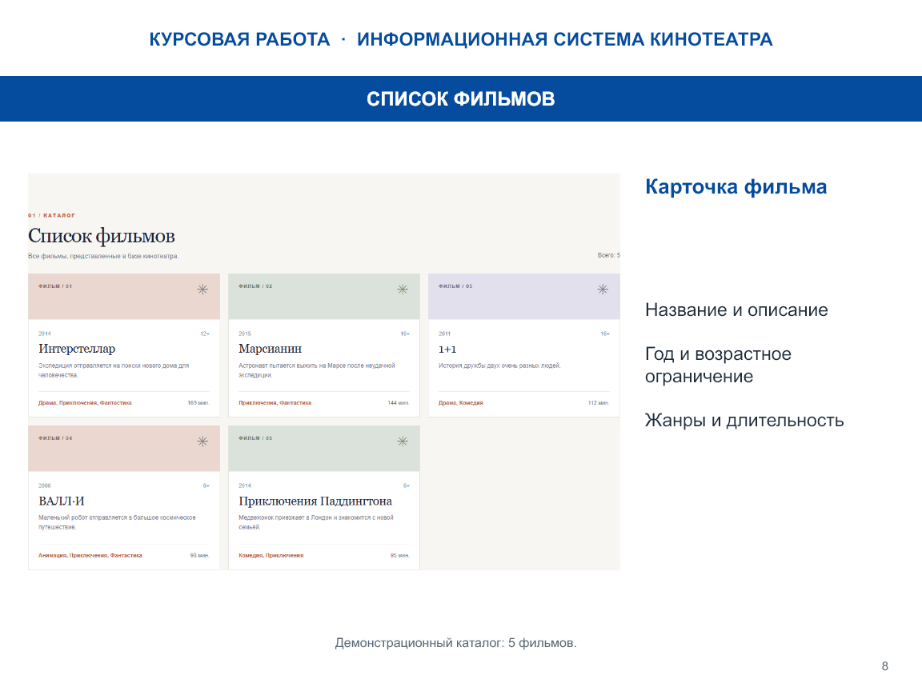 КУРСОВАЯ РАБОТА · ИНФОРМАЦИОННАЯ СИСТЕМА КИНОТЕАТРА
СПИСОК ФИЛЬМОВ
01 / КАТАЛОГ
Список фильмов
Все фильмы, представленные в базе кинотеатра.
Всего: 5
ФИЛЬМ / 01
2014 12+
Интерстеллар
Экспедиция отправляется на поиски нового дома для
человечества.
Драма, Приключения, Фантастика 169 мин.
ФИЛЬМ / 02
2015 16+
Марсианин
Астронавт пытается выжить на Марсе после неудачной
экспедиции.
Приключения, Фантастика 144 мин.
ФИЛЬМ / 03
2011 16+
1+1
История дружбы двух очень разных людей.
Драма, Комедия 112 мин.
ФИЛЬМ / 04
2008 0+
ВАЛЛ·И
Маленький робот отправляется в большое космическое
путешествие.
Анимация, Приключения, Фантастика 98 мин.
ФИЛЬМ / 05
2014 6+
Приключения Паддингтона
Медвежонок приезжает в Лондон и знакомится с новой
семьёй.
Комедия, Приключения 95 мин.
Карточка фильма
Название и описание
Год и возрастное
ограничение
Жанры и длительность
Демонстрационный каталог: 5 фильмов.
8